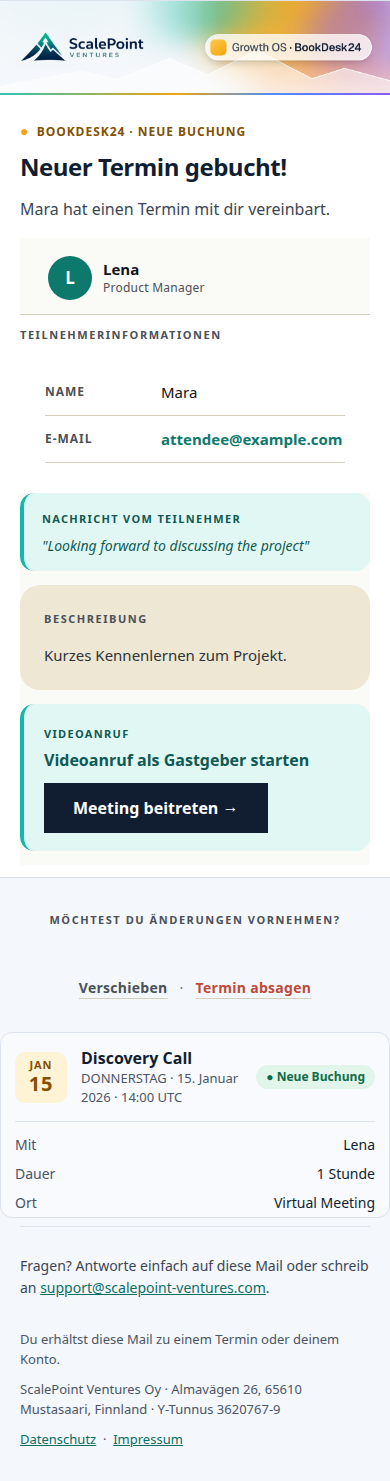 ScalePoint
VENTURES
Growth OS · BookDesk24
BOOKDESK24 · NEUE BUCHUNG
Neuer Termin gebucht!
Mara hat einen Termin mit dir vereinbart.
L
Lena
Product Manager
TEILNEHMERINFORMATIONEN
NAME Mara
E-MAIL attendee@example.com
NACHRICHT VOM TEILNEHMER
"Looking forward to discussing the project"
BESCHREIBUNG
Kurzes Kennenlernen zum Projekt.
VIDEOANRUF
Videoanruf als Gastgeber starten
Meeting beitreten →
MÖCHTEST DU ÄNDERUNGEN VORNEHMEN?
Verschieben · Termin absagen
JAN
15
Discovery Call
DONNERSTAG · 15. Januar
2026 · 14:00 UTC
● Neue Buchung
Mit Lena
Dauer 1 Stunde
Ort Virtual Meeting
Fragen? Antworte einfach auf diese Mail oder schreib
an support@scalepoint-ventures.com.
Du erhältst diese Mail zu einem Termin oder deinem
Konto.
ScalePoint Ventures Oy · Almavägen 26, 65610
Mustasaari, Finnland · Y-Tunnus 3620767-9
Datenschutz · Impressum